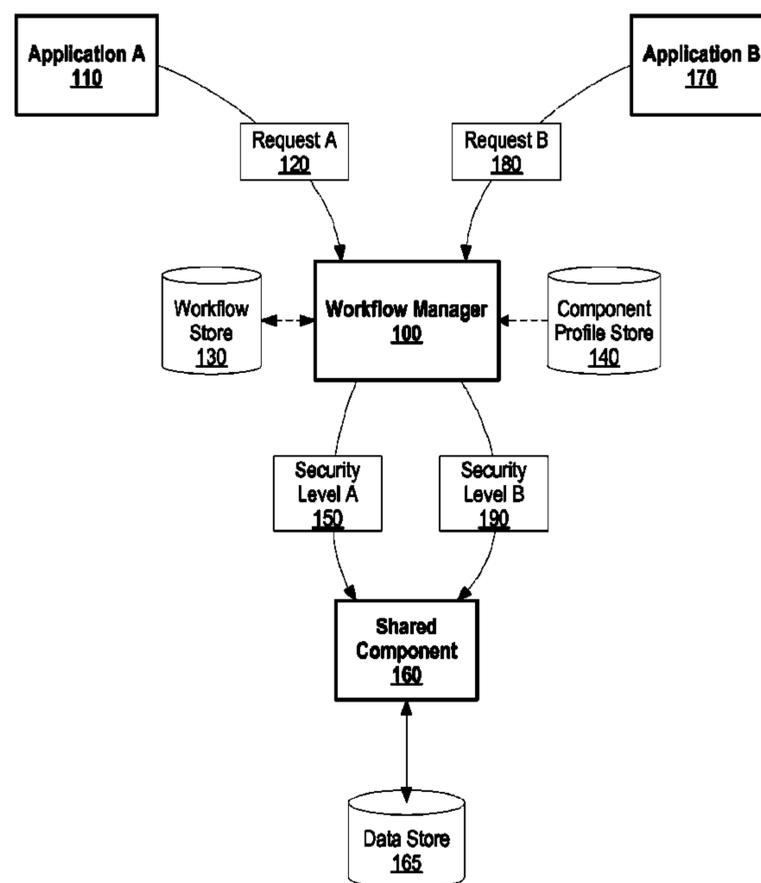 Application A
110
Application B
170
Request A
120
Request B
180
Workflow
Store
130
Workflow Manager
100
Component
Profile Store
140
Security
Level A
150
Security
Level B
190
Shared
Component
160
Data Store
165